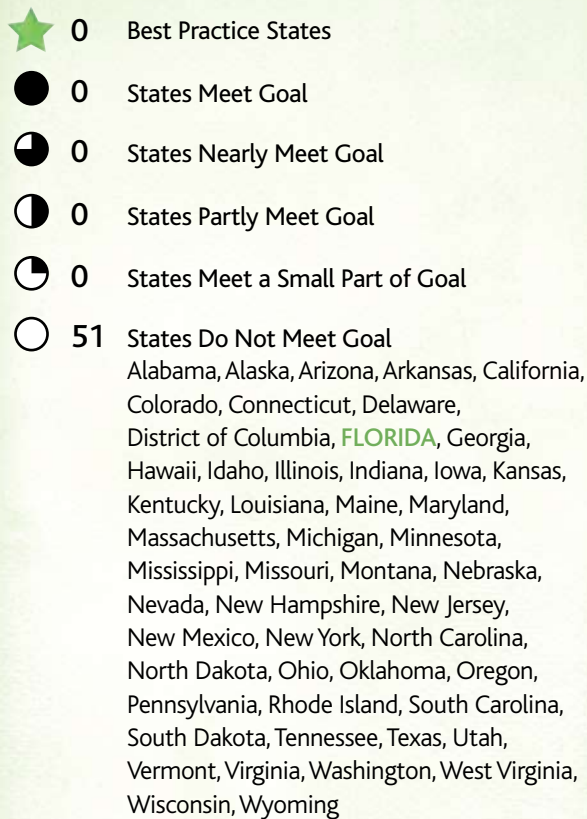 0 Best Practice States
0 States Meet Goal
0 States Nearly Meet Goal
0 States Partly Meet Goal
0 States Meet a Small Part of Goal
51 States Do Not Meet Goal
Alabama, Alaska, Arizona, Arkansas, California,
Colorado, Connecticut, Delaware,
District of Columbia, FLORIDA, Georgia,
Hawaii, Idaho, Illinois, Indiana, Iowa, Kansas,
Kentucky, Louisiana, Maine, Maryland,
Massachusetts, Michigan, Minnesota,
Mississippi, Missouri, Montana, Nebraska,
Nevada, New Hampshire, New Jersey,
New Mexico, New York, North Carolina,
North Dakota, Ohio, Oklahoma, Oregon,
Pennsylvania, Rhode Island, South Carolina,
South Dakota, Tennessee, Texas, Utah,
Vermont, Virginia, Washington, West Virginia,
Wisconsin, Wyoming